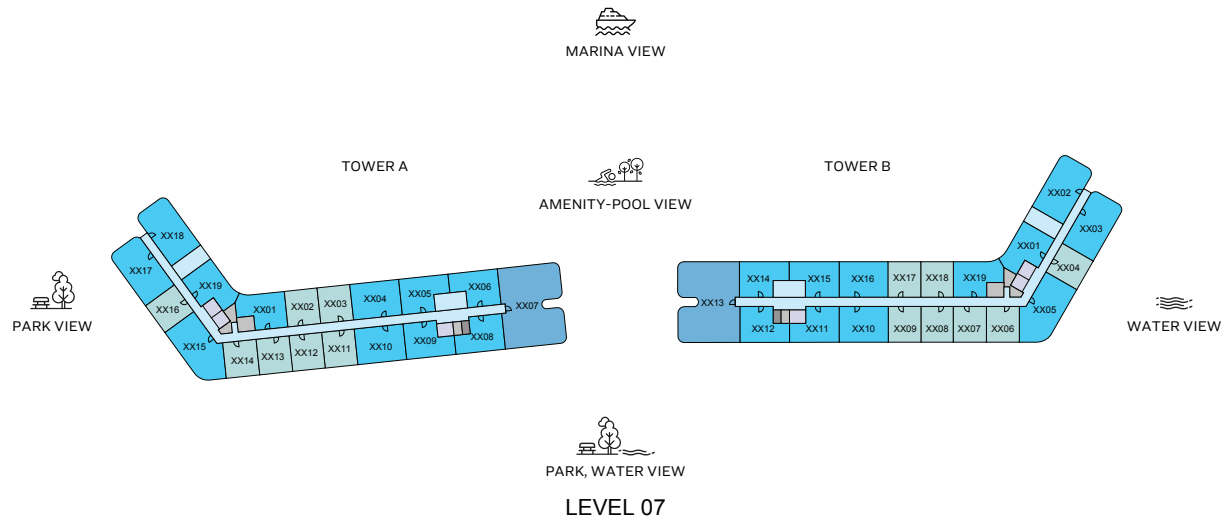 MARINA VIEW
TOWER A
TOWER B
AMENITY-POOL VIEW
XX18
XX17
XX19
XX16
XX15
XX01
XX02
XX03
XX04
XX05
XX06
XX07
XX14
XX13
XX12
XX11
XX10
XX09
XX08
XX02
XX03
XX01
XX04
XX05
XX14
XX15
XX16
XX17
XX18
XX19
XX13
XX12
XX11
XX10
XX09
XX08
XX07
XX06
PARK VIEW
WATER VIEW
PARK, WATER VIEW
LEVEL 07